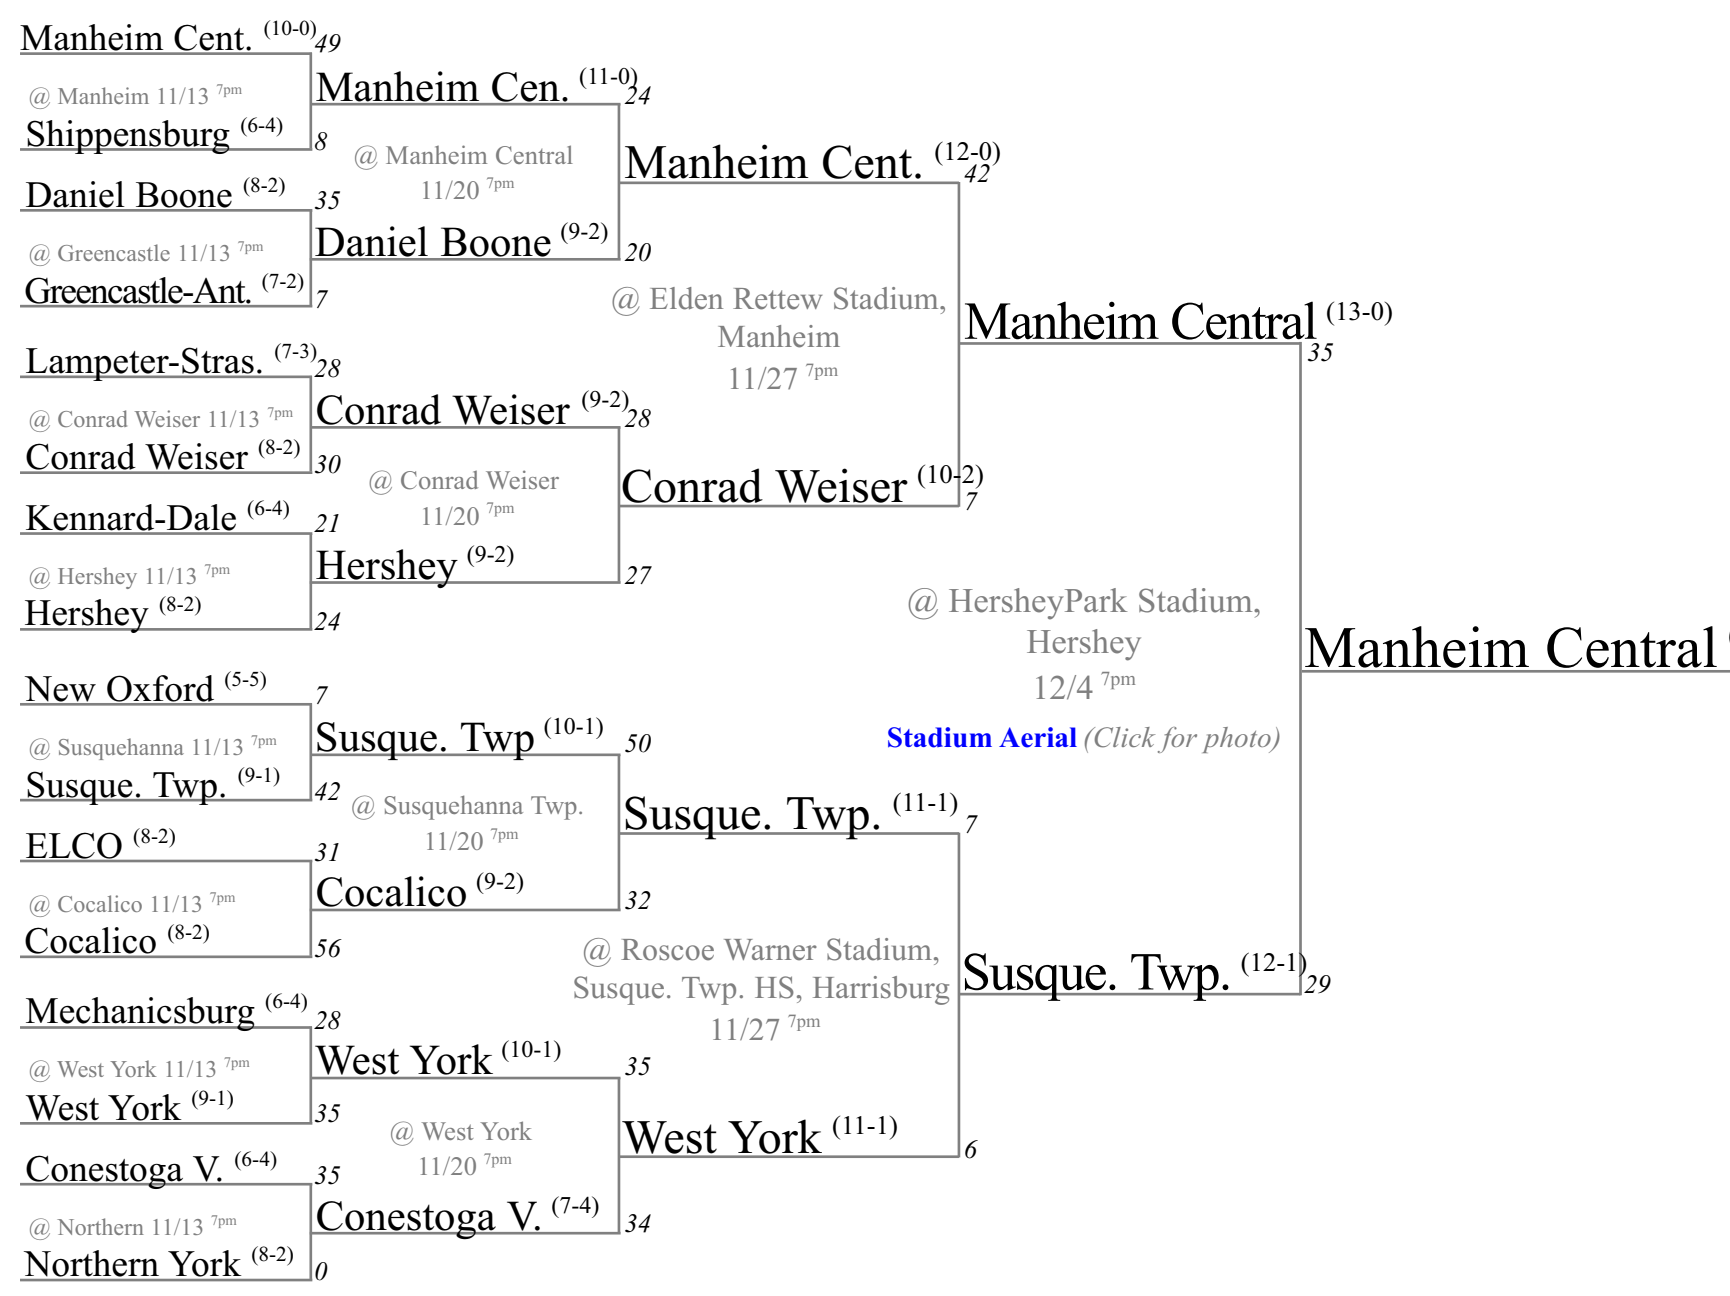 Manheim Cent. (10-0) 49
@ Manheim 11/13 7pm
Shippensburg (6-4) 8
Daniel Boone (8-2) 35
@ Greencastle 11/13 7pm
Greencastle-Ant. (7-2) 7
Lampeter-Stras. (7-3) 28
@ Conrad Weiser 11/13 7pm
Conrad Weiser (8-2) 30
Kennard-Dale (6-4) 21
@ Hershey 11/13 7pm
Hershey (8-2) 24
New Oxford (5-5) 7
@ Susquehanna 11/13 7pm
Susque. Twp. (9-1) 42
ELCO (8-2) 31
@ Cocalico 11/13 7pm
Cocalico (8-2) 56
Mechanicsburg (6-4) 28
@ West York 11/13 7pm
West York (9-1) 35
Conestoga V. (6-4) 35
@ Northern 11/13 7pm
Northern York (8-2) 0
Manheim Cen. (11-0) 24
@ Manheim Central
11/20 7pm
Daniel Boone (9-2) 20
Conrad Weiser (9-2) 28
@ Conrad Weiser
11/20 7pm
Hershey (9-2) 27
Susque. Twp (10-1) 50
@ Susquehanna Twp.
11/20 7pm
Cocalico (9-2) 32
West York (10-1) 35
@ West York
11/20 7pm
Conestoga V. (7-4) 34
Manheim Cent. (12-0) 42
@ Elden Rettew Stadium,
Manheim
11/27 7pm
Conrad Weiser (10-2) 7
Susque. Twp. (11-1) 7
@ Roscoe Warner Stadium,
Susque. Twp. HS, Harrisburg
11/27 7pm
West York (11-1) 6
Manheim Central (13-0) 35
@ HersheyPark Stadium,
Hershey
12/4 7pm
Stadium Aerial (Click for photo)
Susque. Twp. (12-1) 29
Manheim Central